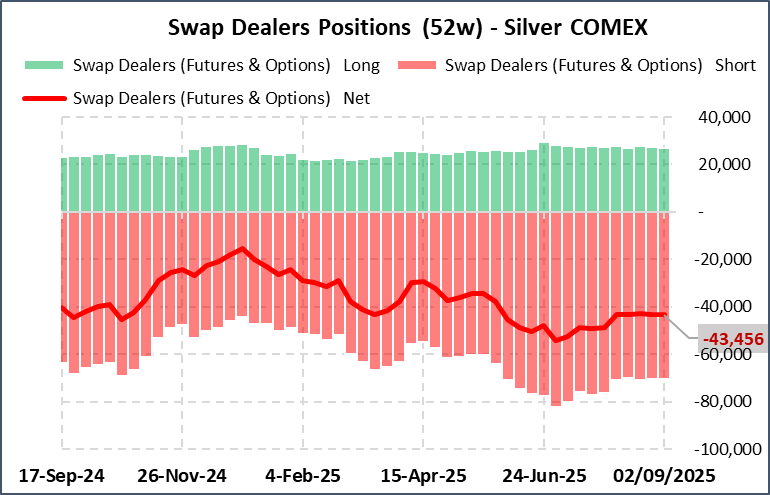 Swap Dealers Positions (52w) - Silver COMEX
Swap Dealers (Futures & Options) Long
Swap Dealers (Futures & Options) Short
Swap Dealers (Futures & Options) Net
40,000
20,000
-
-20,000
-40,000
-43,456
-60,000
-80,000
-100,000
17-Sep-24 26-Nov-24 4-Feb-25 15-Apr-25 24-Jun-25 02/09/2025